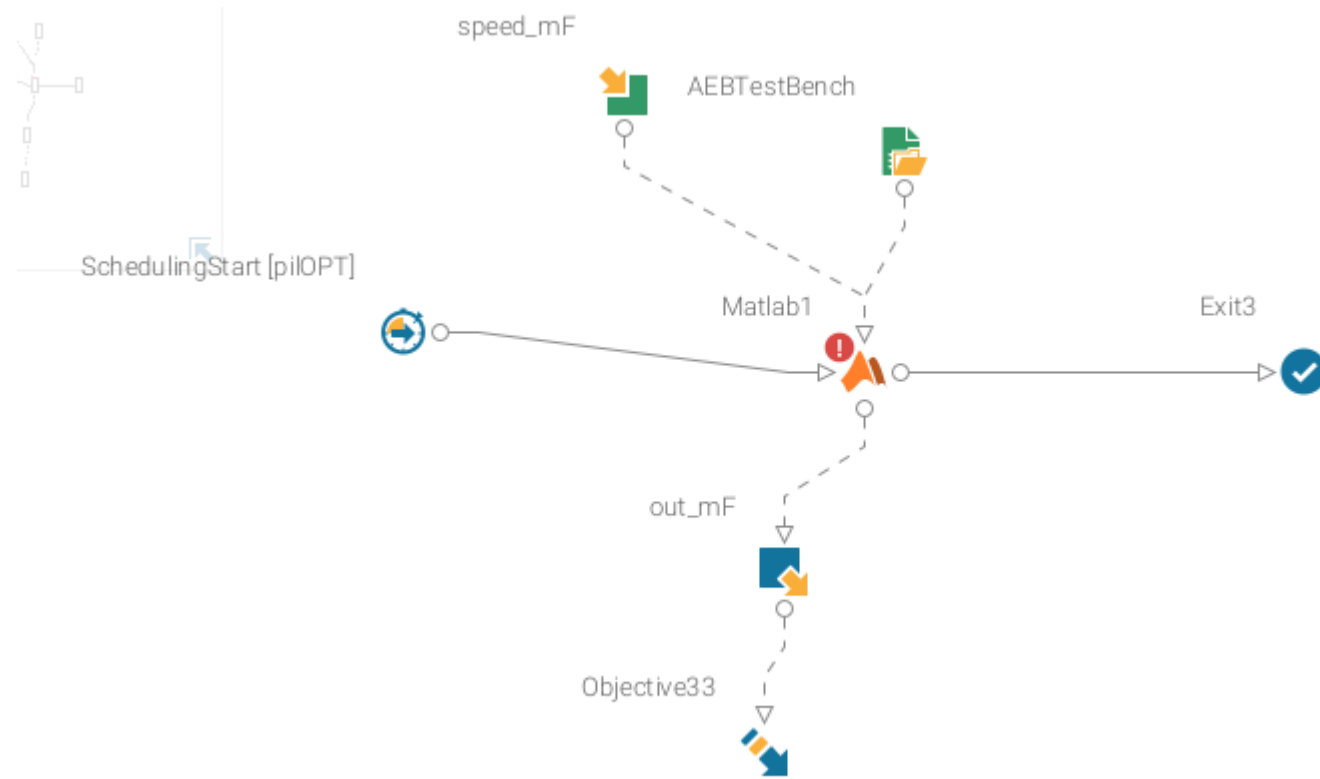 speed_mF
AEBTestBench
SchedulingStart [pilOPT]
Matlab1
Exit3
out_mF
Objective33